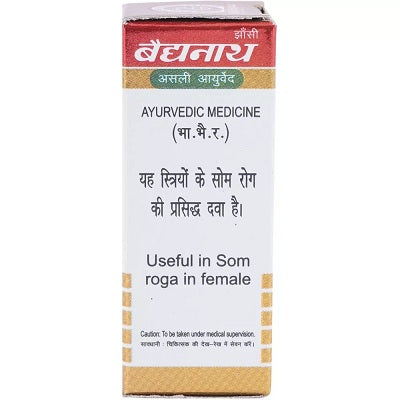 झाँसी
बैद्यनाथ
असली आयुर्वेद
AYURVEDIC MEDICINE
(भा.भै.र.)
यह स्त्रियों के सोम रोग
की प्रसिद्ध दवा है।
Useful in Som
roga in female
Caution: To be taken under medical supervision.
सावधानी : चिकित्सक की देख-रेख में सेवन करें।